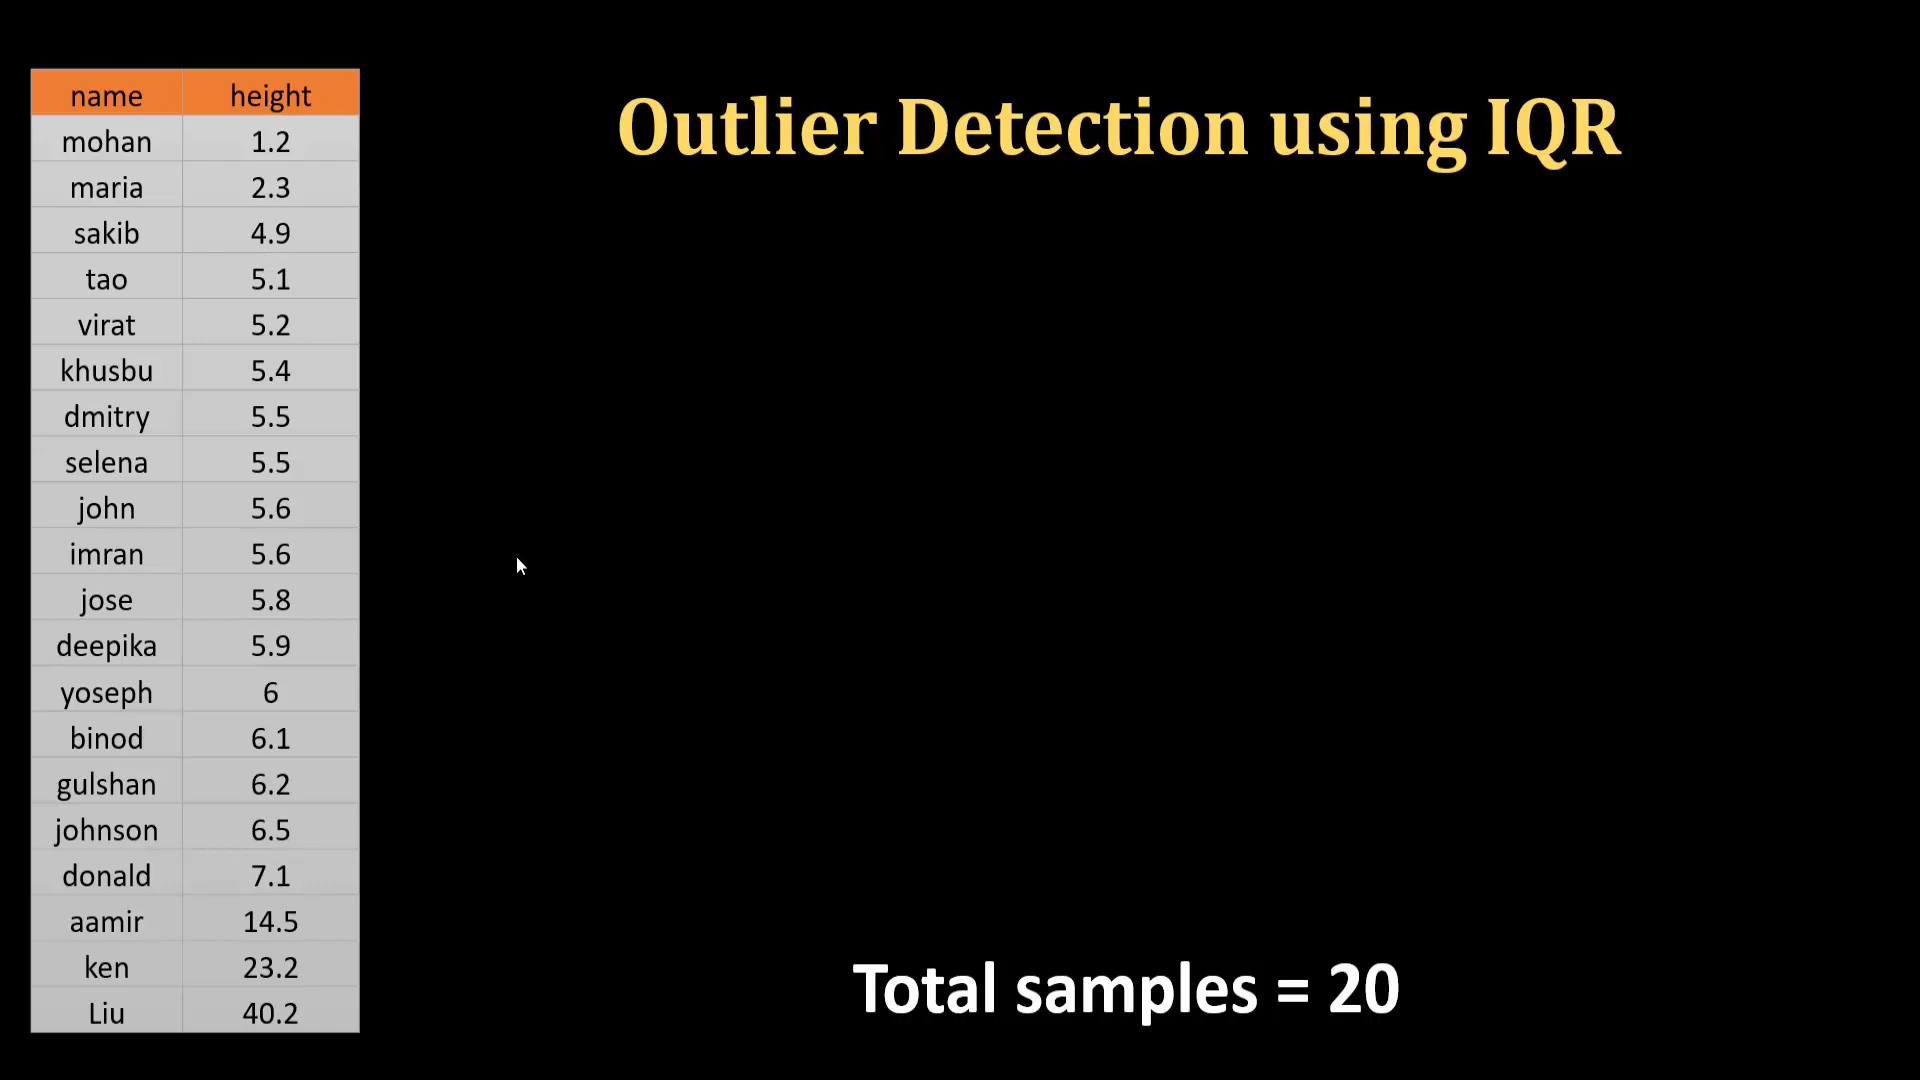 Outlier Detection using IQR
name height
mohan 1.2
maria 2.3
sakib 4.9
tao 5.1
virat 5.2
khusbu 5.4
dmitry 5.5
selena 5.5
john 5.6
imran 5.6
jose 5.8
deepika 5.9
yoseph 6
binod 6.1
gulshan 6.2
johnson 6.5
donald 7.1
aamir 14.5
ken 23.2
Liu 40.2
Total samples = 20